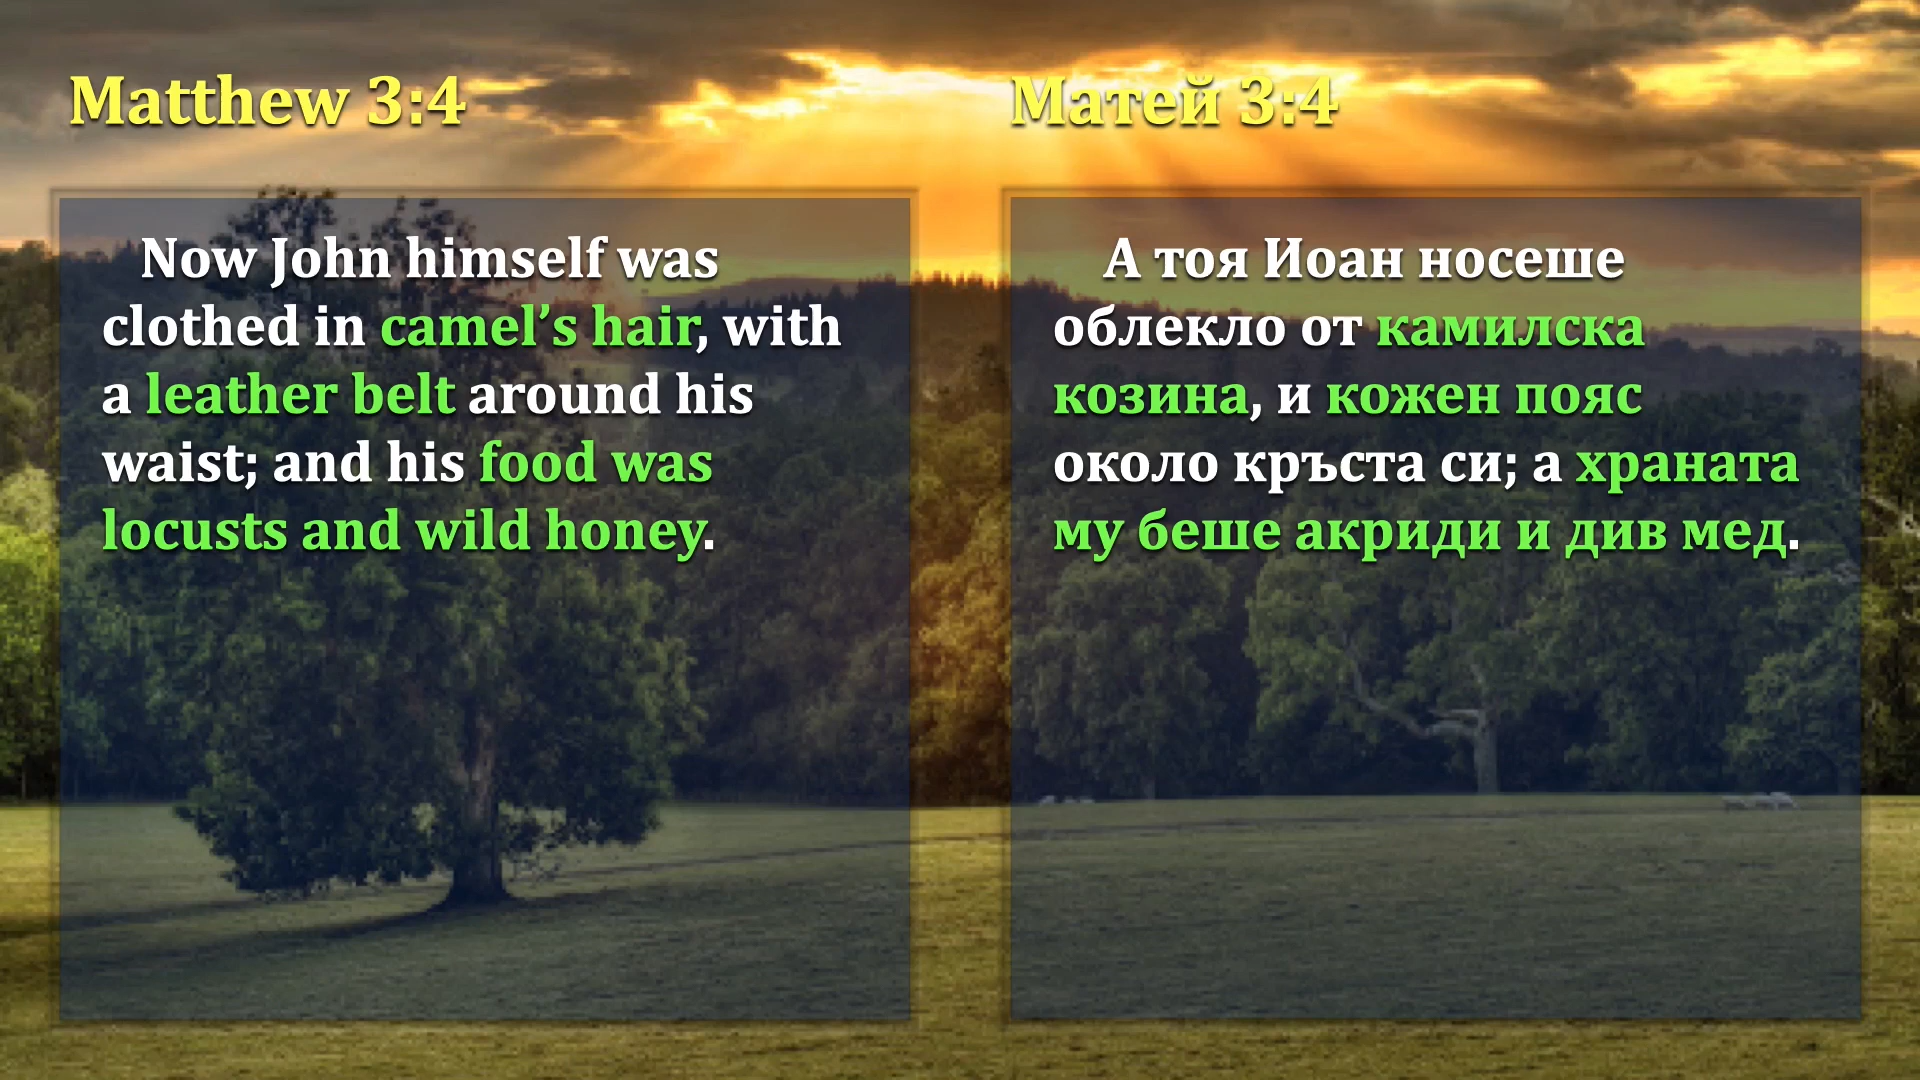 Matthew 3:4
Now John himself was
clothed in camel’s hair, with
a leather belt around his
waist; and his food was
locusts and wild honey.
Матей 3:4
А тоя Иоан носеше
облекло от камилска
козина, и кожен пояс
около кръста си; а храната
му беше акриди и див мед.